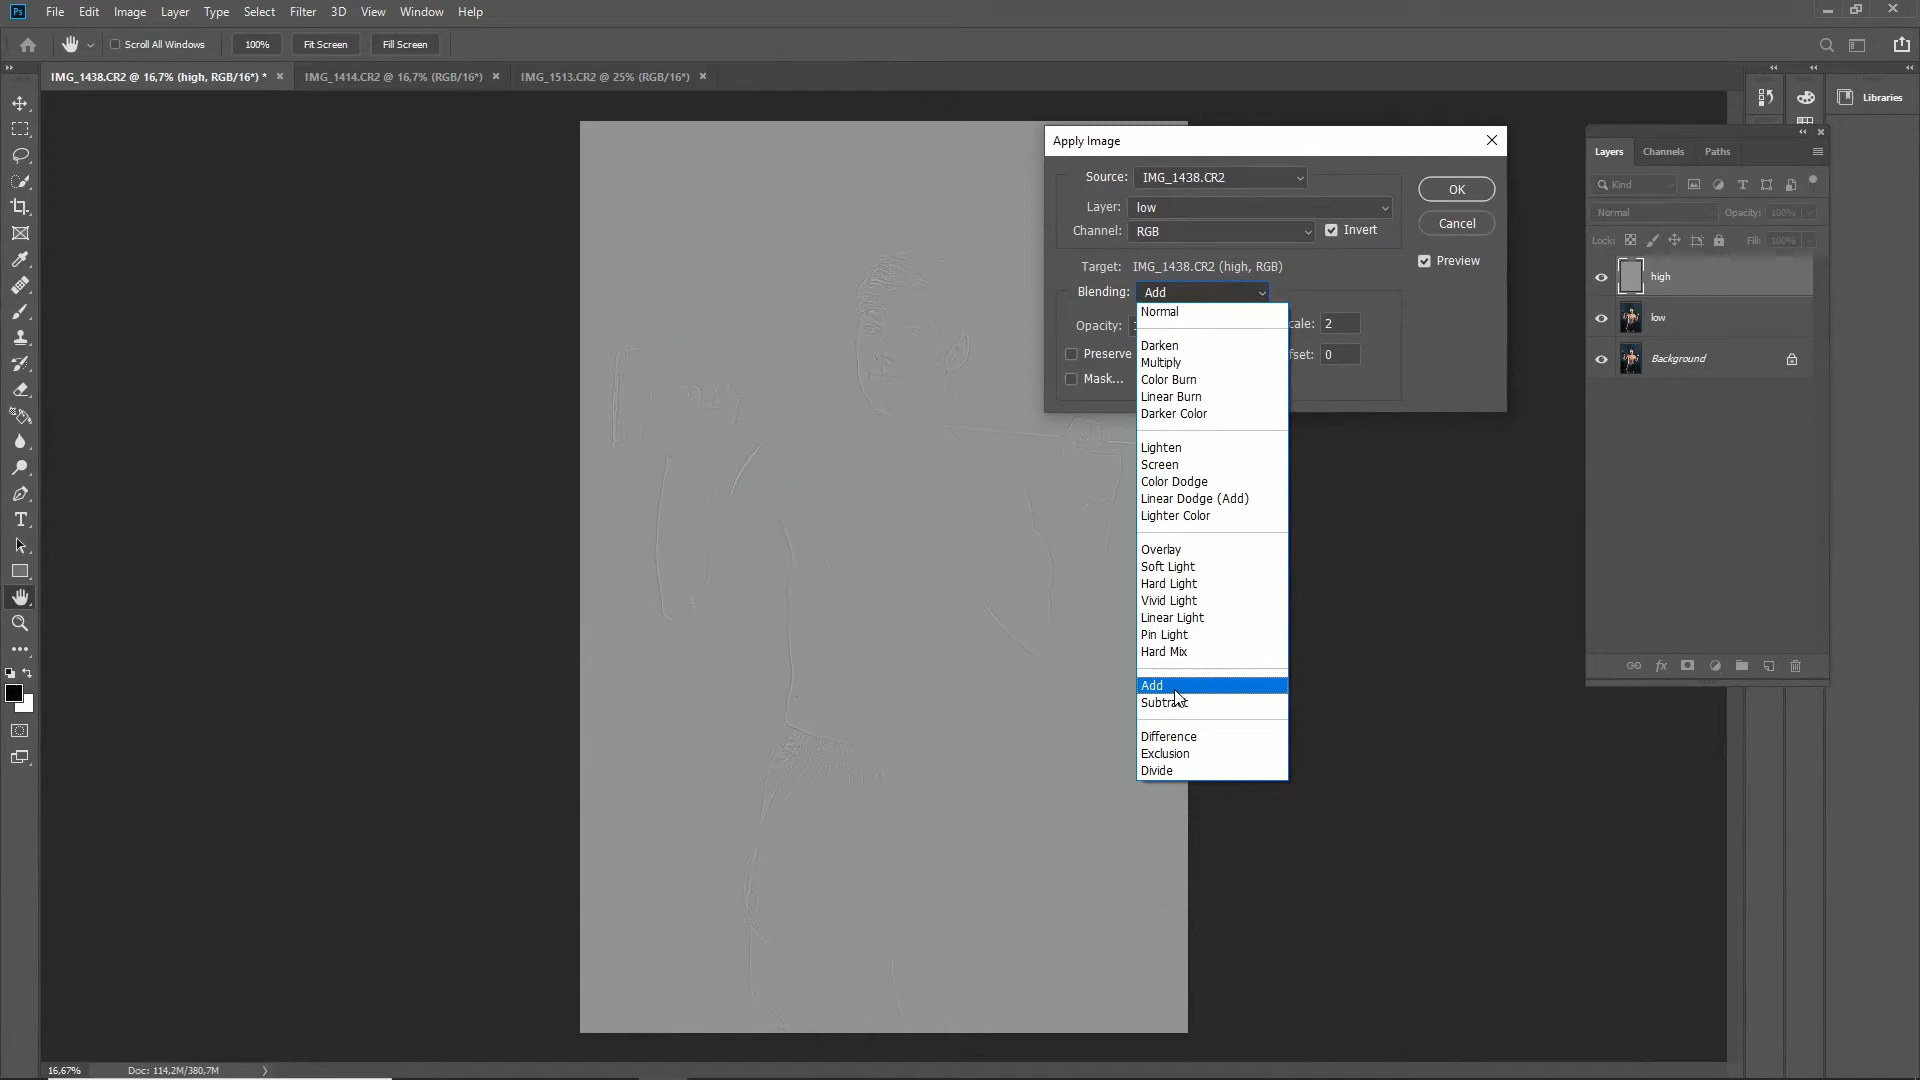 Ps File Edit Image Layer Type Select Filter 3D View Window Help
Scroll All Windows 100% Fit Screen Fill Screen
IMG_1438.CR2 @ 16,7% (high, RGB/16*) * IMG_1414.CR2 @ 16,7% (RGB/16*) IMG_1513.CR2 @ 25% (RGB/16*)
Libraries
Apply Image
Source: IMG_1438.CR2
OK
Layer: low
Channel: RGB Invert
Cancel
Preview
Target: IMG_1438.CR2 (high, RGB)
Blending: Add
Opacity:
cale: 2
Preserve
fset: 0
Mask...
Normal
Darken
Multiply
Color Burn
Linear Burn
Darker Color
Lighten
Screen
Color Dodge
Linear Dodge (Add)
Lighter Color
Overlay
Soft Light
Hard Light
Vivid Light
Linear Light
Pin Light
Hard Mix
Add
Subtract
Difference
Exclusion
Divide
Layers Channels Paths
Kind
Normal Opacity: 100%
Lock: Fill: 100%
high
low
Background
fx
16,67% Doc: 114,2M/380,7M